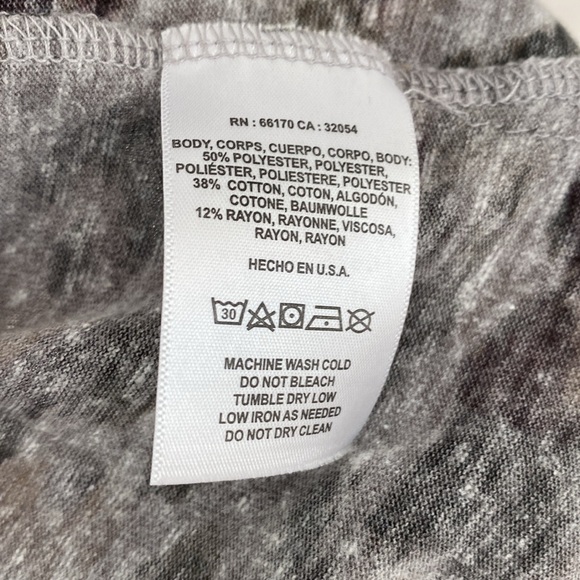 RN : 66170 CA : 32054
BODY, CORPS, CUERPO, CORPO, BODY:
50% POLYESTER, POLYESTER,
POLIÉSTER, POLIESTERE, POLYESTER
38% COTTON, COTON, ALGODÓN,
COTONE, BAUMWOLLE
12% RAYON, RAYONNE, VISCOSA,
RAYON, RAYON
HECHO EN U.S.A.
30
MACHINE WASH COLD
DO NOT BLEACH
TUMBLE DRY LOW
LOW IRON AS NEEDED
DO NOT DRY CLEAN